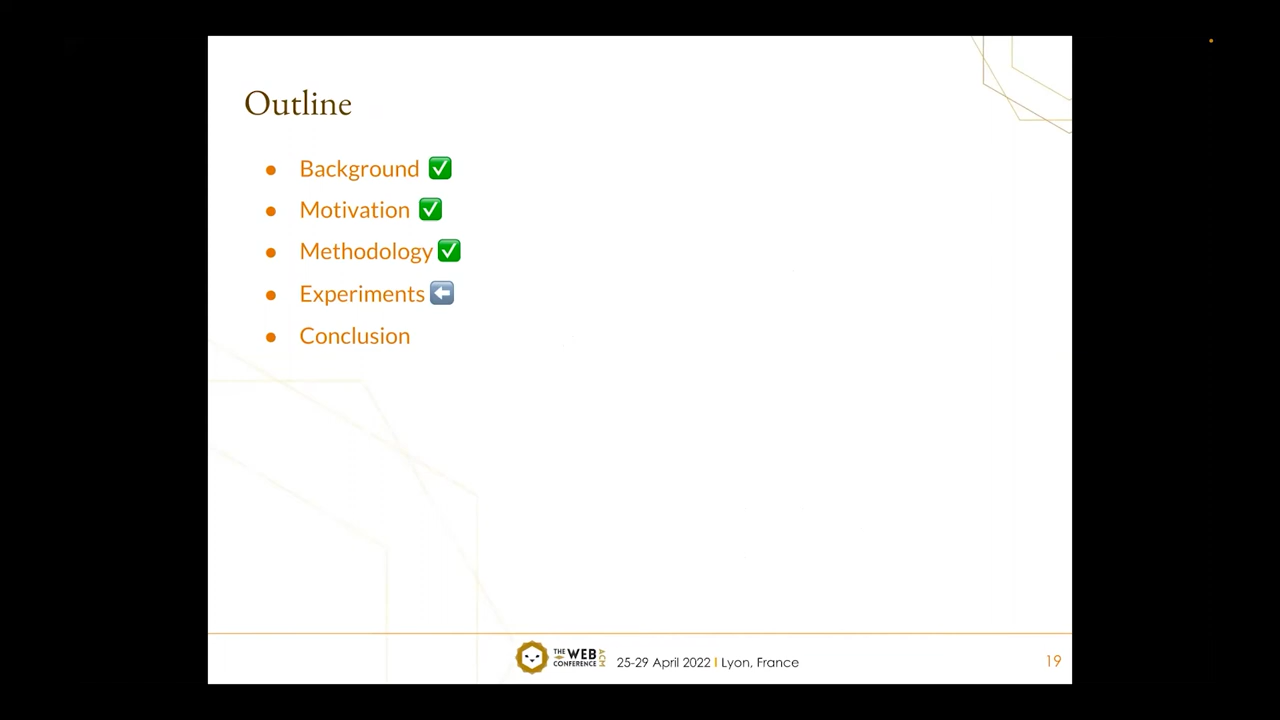 Outline
● Background ✅
● Motivation ✅
● Methodology ✅
● Experiments ⬅️
● Conclusion
THE WEB CONFERENCE ACM
25-29 April 2022 | Lyon, France
19